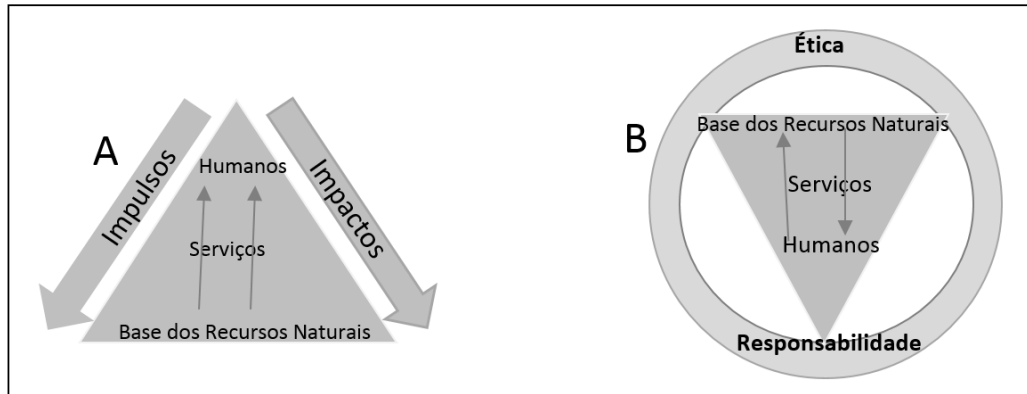 A
Impulsos
Impactos
Humanos
Serviços
Base dos Recursos Naturais
B
Ética
Base dos Recursos Naturais
Serviços
Humanos
Responsabilidade